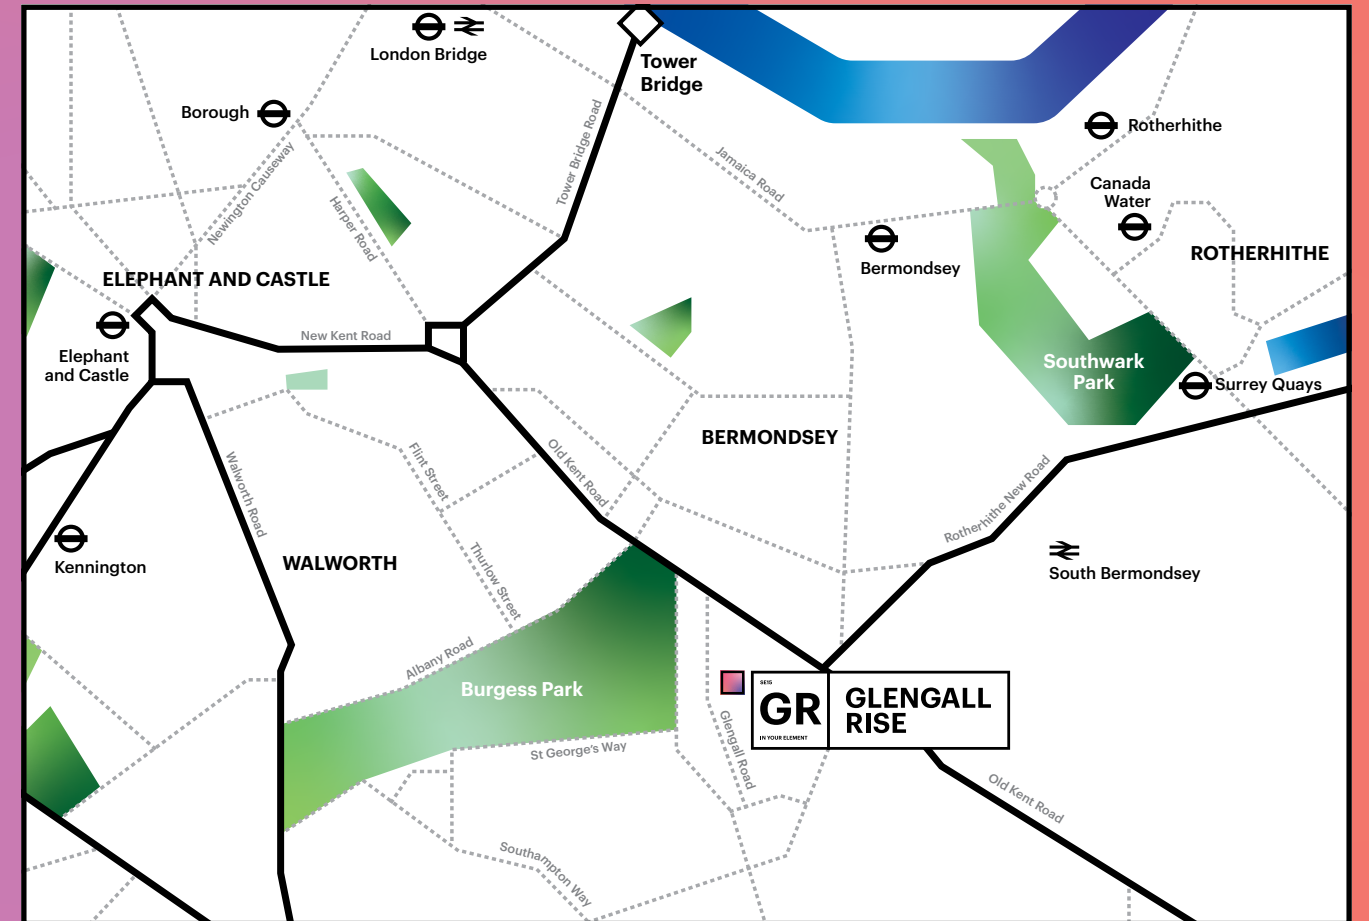 London Bridge
Tower
Bridge
Borough
Rotherhithe
Newington Causeway
Tower Bridge Road
Jamaica Road
Canada
Water
Harper Road
Bermondsey
ROTHERHITHE
ELEPHANT AND CASTLE
Elephant
and Castle
New Kent Road
Southwark
Park
Surrey Quays
BERMONDSEY
Walworth Road
Flint Street
Old Kent Road
Rotherhithe New Road
Kennington
WALWORTH
Thurlow Street
South Bermondsey
Albany Road
Burgess Park
SE15
GR
IN YOUR ELEMENT
GLENGALL
RISE
St George's Way
Glengall Road
Old Kent Road
Southampton Way